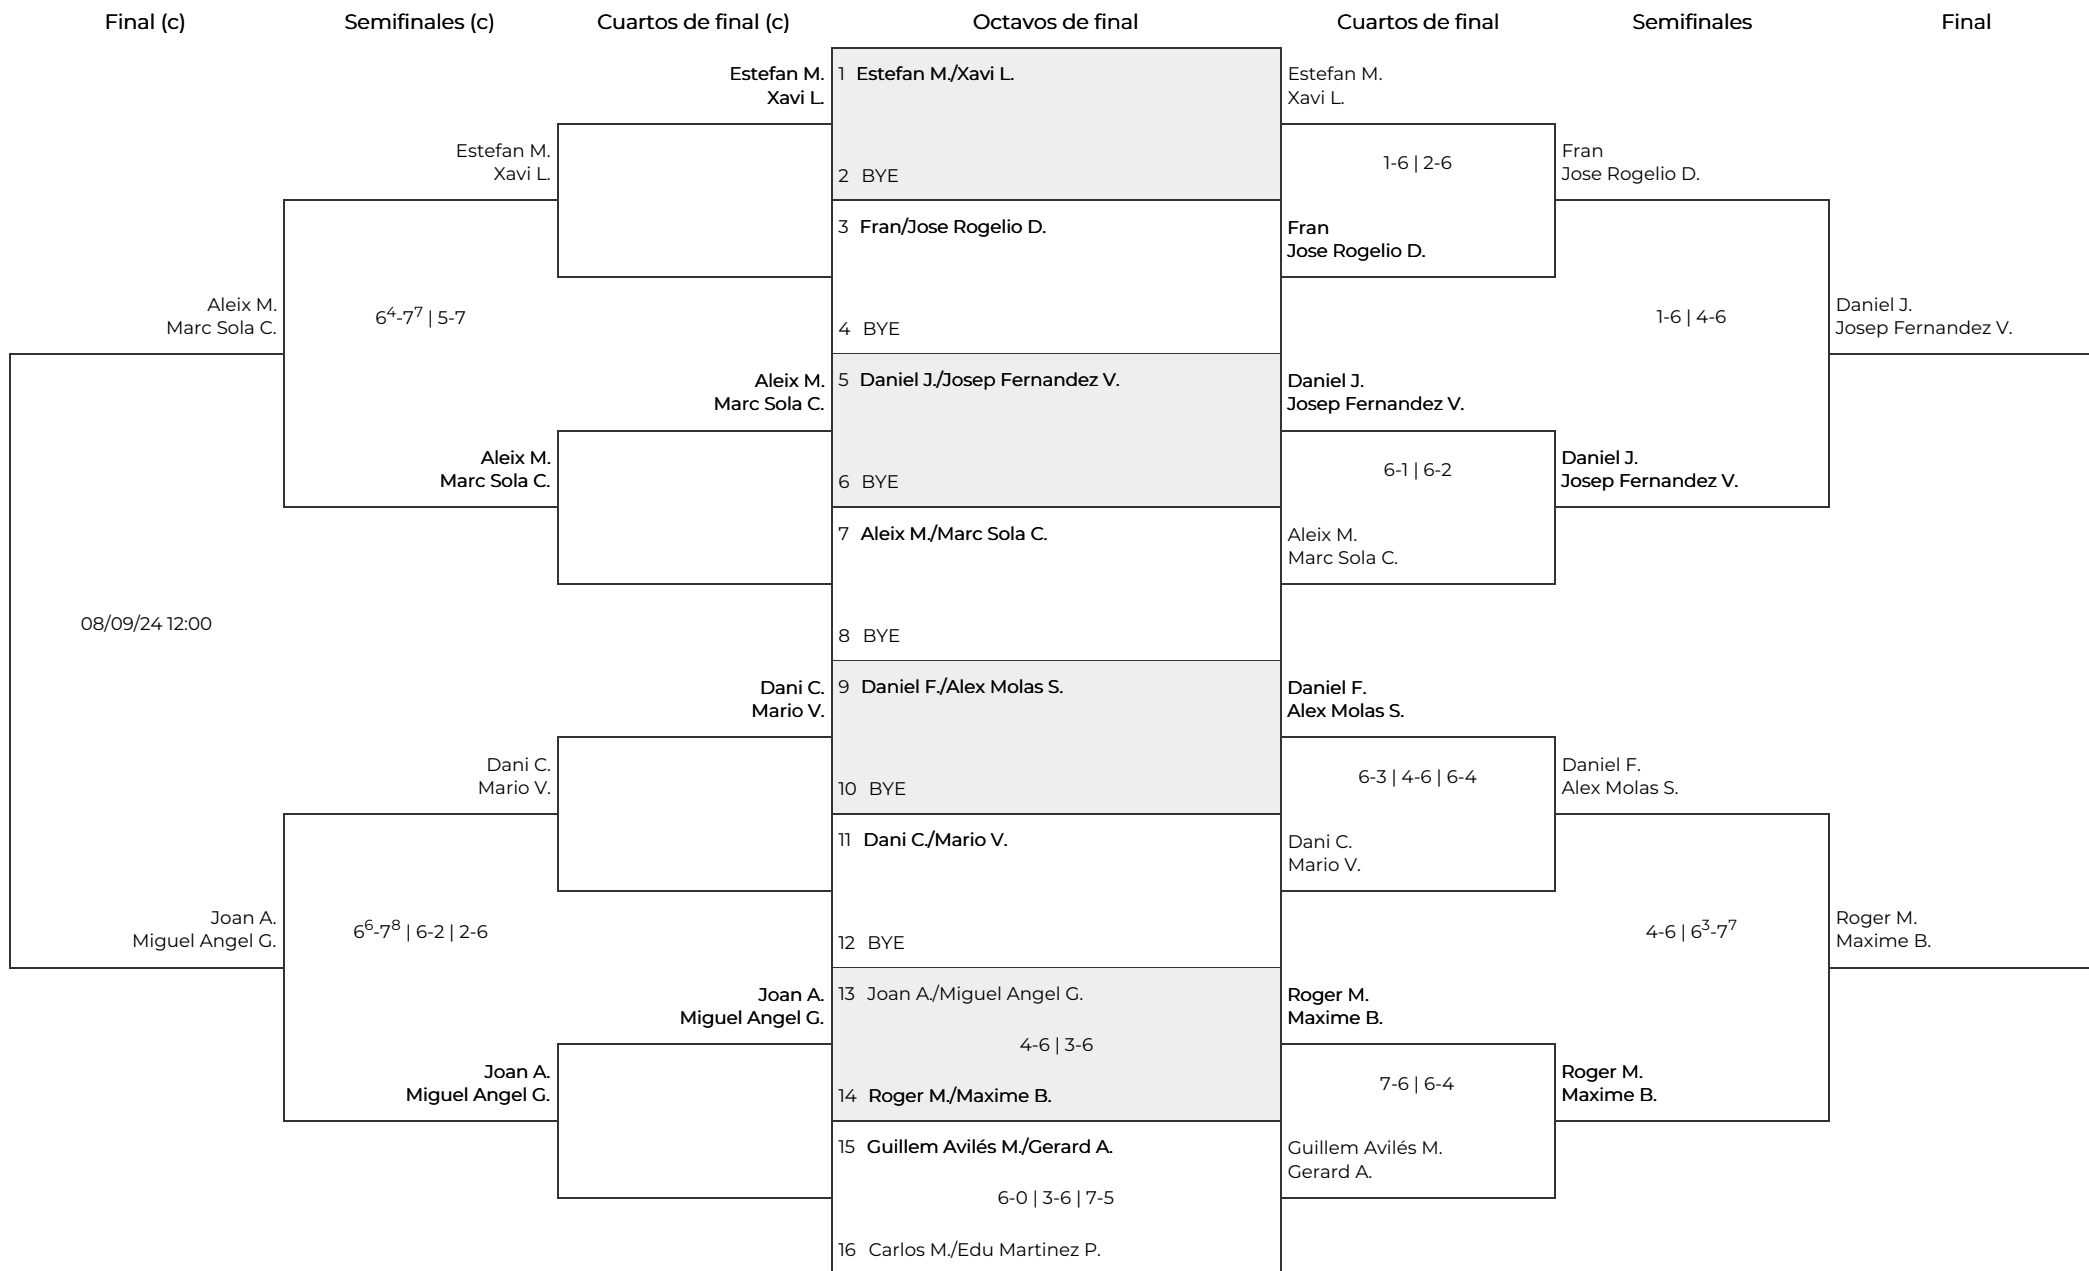 Final (c)
Semifinales (c)
Cuartos de final (c)
Octavos de final
Cuartos de final
Semifinales
Final
Aleix M.
Marc Sola C.
08/09/24 12:00
Joan A.
Miguel Angel G.
Estefan M.
Xavi L.
6⁴-7⁷ | 5-7
Aleix M.
Marc Sola C.
Dani C.
Mario V.
6⁶-7⁸ | 6-2 | 2-6
Joan A.
Miguel Angel G.
Estefan M.
Xavi L.
Aleix M.
Marc Sola C.
Dani C.
Mario V.
Joan A.
Miguel Angel G.
1 Estefan M./Xavi L.
2 BYE
3 Fran/Jose Rogelio D.
4 BYE
5 Daniel J./Josep Fernandez V.
6 BYE
7 Aleix M./Marc Sola C.
8 BYE
9 Daniel F./Alex Molas S.
10 BYE
11 Dani C./Mario V.
12 BYE
13 Joan A./Miguel Angel G.
4-6 | 3-6
14 Roger M./Maxime B.
15 Guillem Avilés M./Gerard A.
6-0 | 3-6 | 7-5
16 Carlos M./Edu Martinez P.
Estefan M.
Xavi L.
1-6 | 2-6
Fran
Jose Rogelio D.
Daniel J.
Josep Fernandez V.
6-1 | 6-2
Aleix M.
Marc Sola C.
Daniel F.
Alex Molas S.
6-3 | 4-6 | 6-4
Dani C.
Mario V.
Roger M.
Maxime B.
7-6 | 6-4
Guillem Avilés M.
Gerard A.
Fran
Jose Rogelio D.
1-6 | 4-6
Daniel J.
Josep Fernandez V.
Daniel F.
Alex Molas S.
4-6 | 6³-7⁷
Roger M.
Maxime B.
Daniel J.
Josep Fernandez V.
Roger M.
Maxime B.